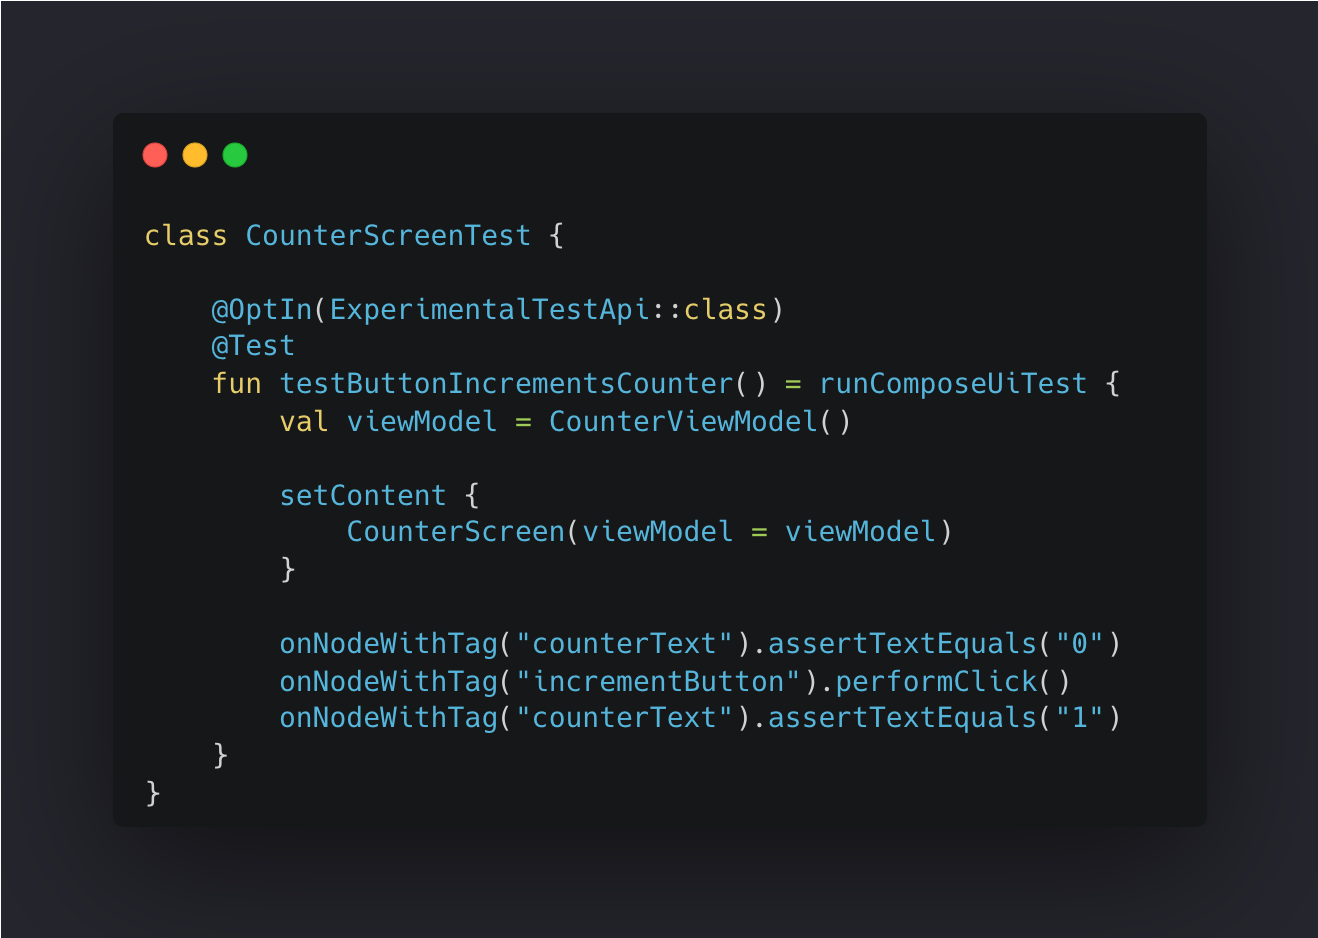 class CounterScreenTest {
    @OptIn(ExperimentalTestApi::class)
    @Test
    fun testButtonIncrementsCounter() = runComposeUiTest {
        val viewModel = CounterViewModel()
        setContent {
            CounterScreen(viewModel = viewModel)
        }
        onNodeWithTag("counterText").assertTextEquals("0")
        onNodeWithTag("incrementButton").performClick()
        onNodeWithTag("counterText").assertTextEquals("1")
    }
}